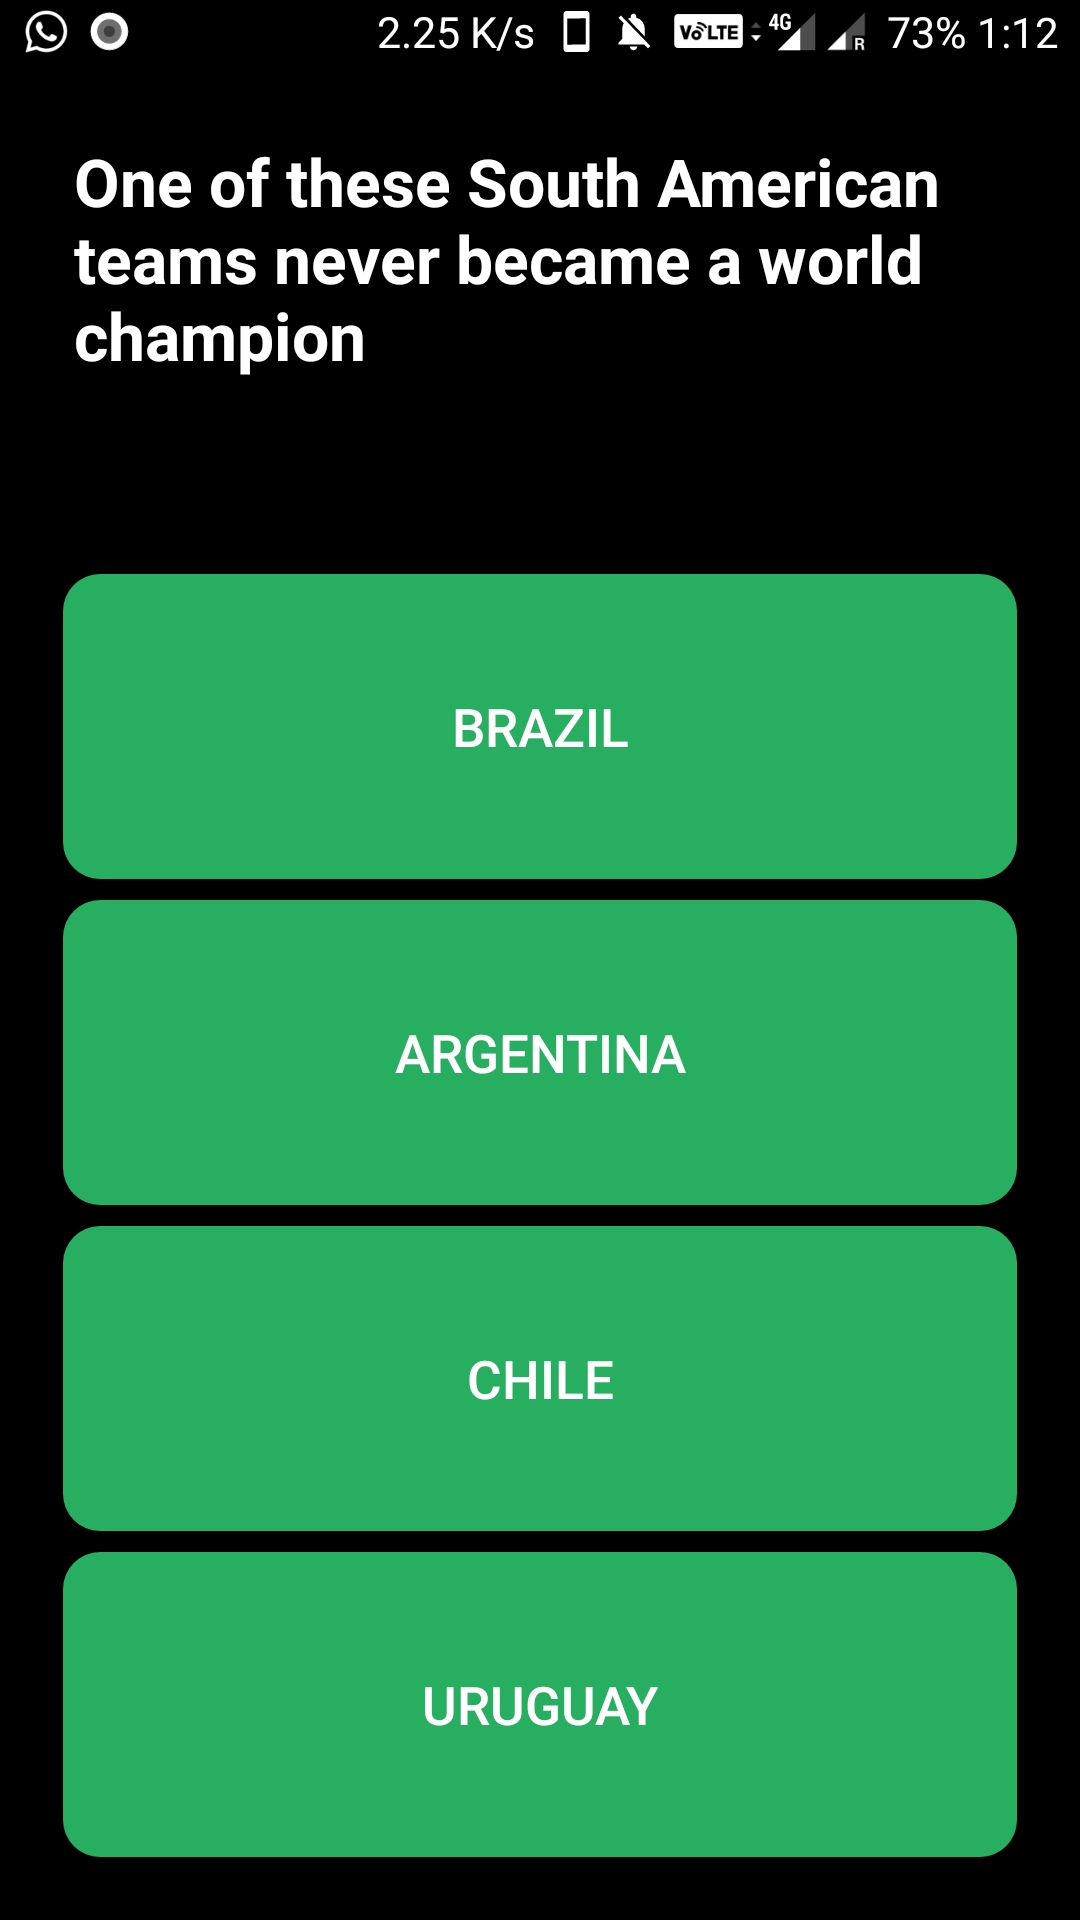 2.25 K/s VoLTE 4G R 73% 1:12
One of these South American
teams never became a world
champion
BRAZIL
ARGENTINA
CHILE
URUGUAY